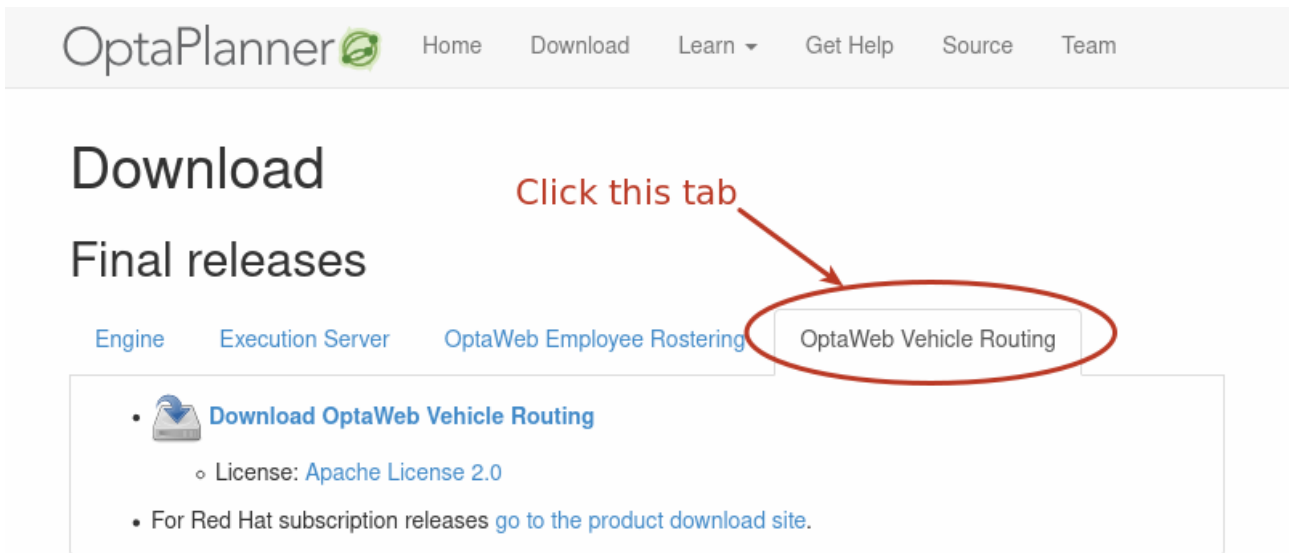 OptaPlanner Home Download Learn Get Help Source Team
Download
Click this tab
Final releases
Engine Execution Server OptaWeb Employee Rostering OptaWeb Vehicle Routing
• Download OptaWeb Vehicle Routing
◦ License: Apache License 2.0
• For Red Hat subscription releases go to the product download site.